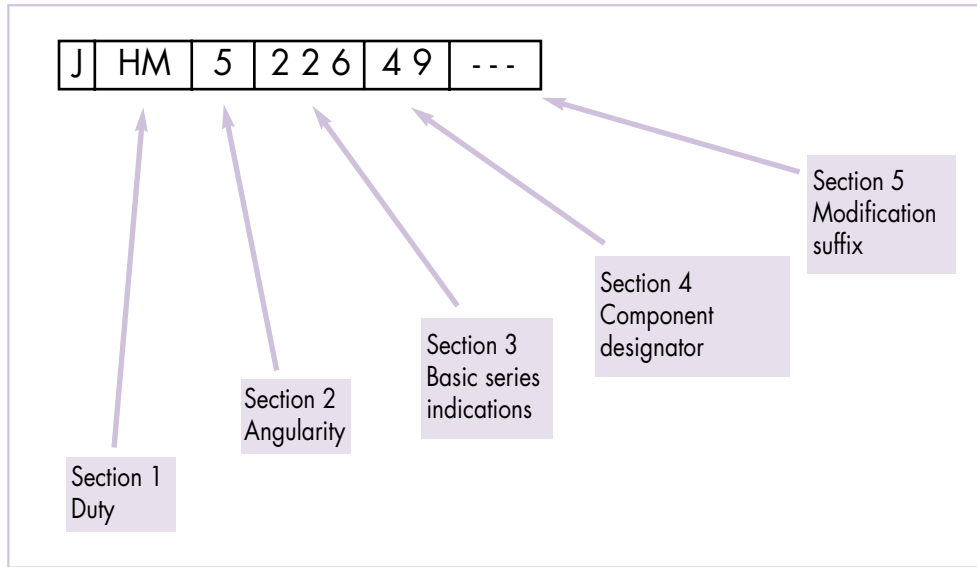 J HM 5 2 2 6 4 9 - - -
Section 5
Modification
suffix
Section 4
Component
designator
Section 3
Basic series
indications
Section 2
Angularity
Section 1
Duty